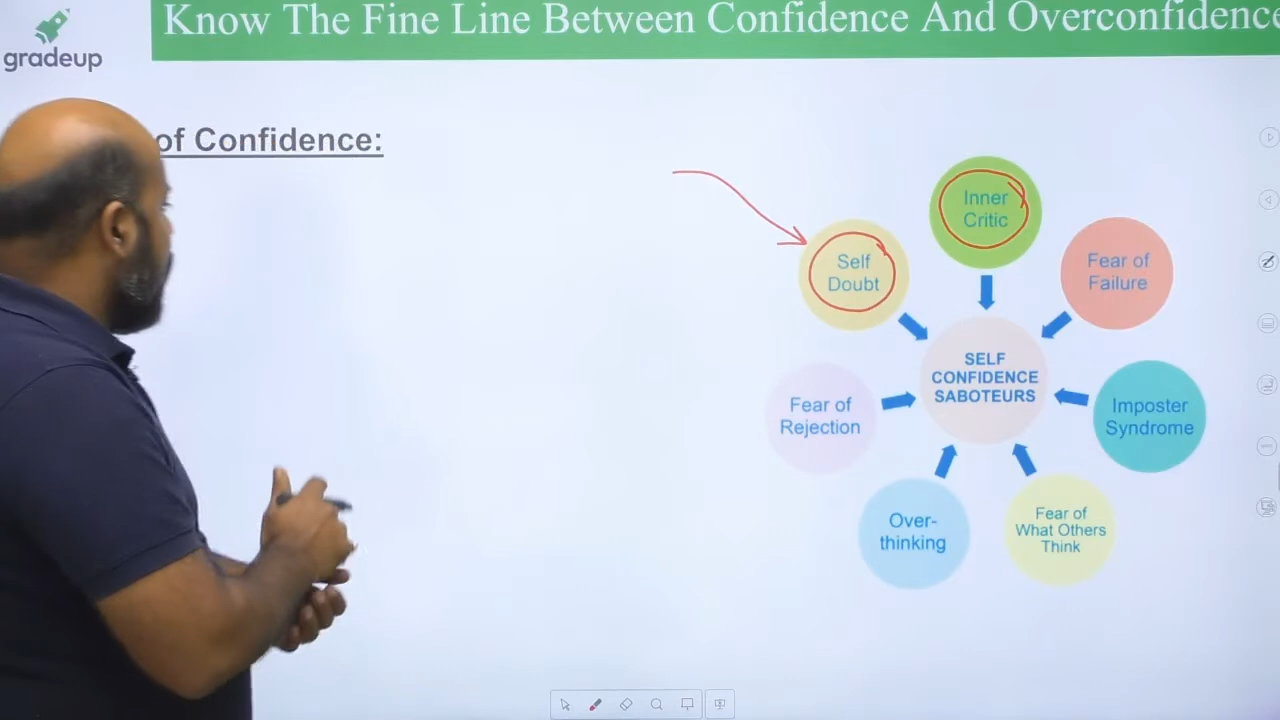 Know The Fine Line Between Confidence And Overconfidence
gradeup
of Confidence:
Inner
Critic
Self
Doubt
Fear of
Failure
SELF
CONFIDENCE
SABOTEURS
Fear of
Rejection
Imposter
Syndrome
Over-
thinking
Fear of
What Others
Think